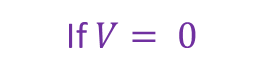 If V = 0